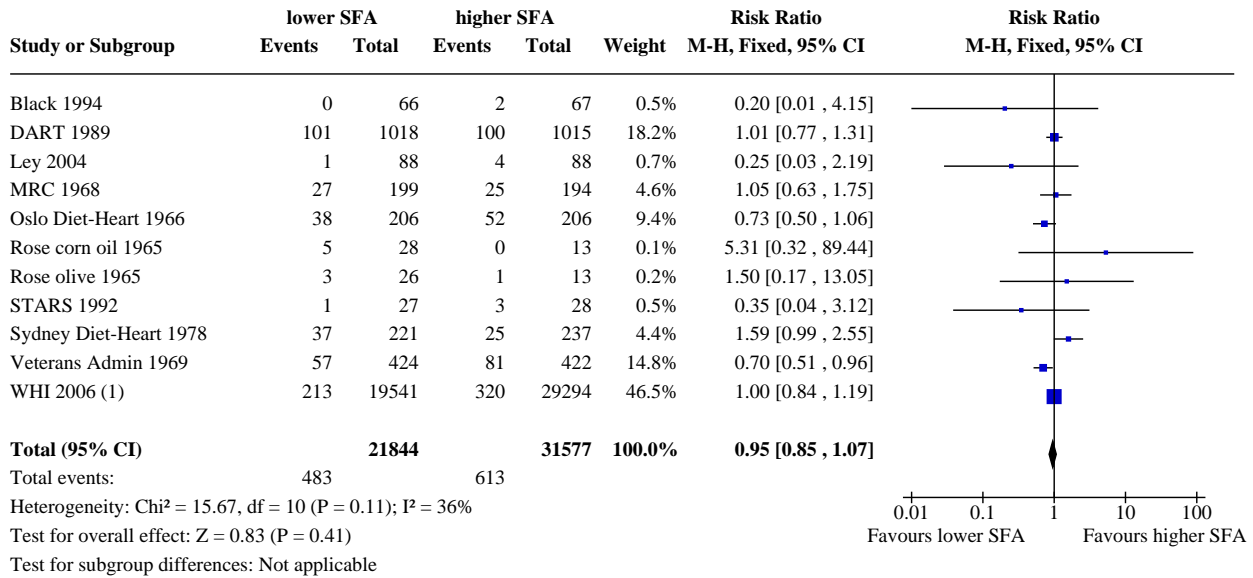 lower SFA higher SFA Risk Ratio Risk Ratio
Study or Subgroup Events Total Events Total Weight M-H, Fixed, 95% CI M-H, Fixed, 95% CI
Black 1994 0 66 2 67 0.5% 0.20 [0.01 , 4.15]
DART 1989 101 1018 100 1015 18.2% 1.01 [0.77 , 1.31]
Ley 2004 1 88 4 88 0.7% 0.25 [0.03 , 2.19]
MRC 1968 27 199 25 194 4.6% 1.05 [0.63 , 1.75]
Oslo Diet-Heart 1966 38 206 52 206 9.4% 0.73 [0.50 , 1.06]
Rose corn oil 1965 5 28 0 13 0.1% 5.31 [0.32 , 89.44]
Rose olive 1965 3 26 1 13 0.2% 1.50 [0.17 , 13.05]
STARS 1992 1 27 3 28 0.5% 0.35 [0.04 , 3.12]
Sydney Diet-Heart 1978 37 221 25 237 4.4% 1.59 [0.99 , 2.55]
Veterans Admin 1969 57 424 81 422 14.8% 0.70 [0.51 , 0.96]
WHI 2006 (1) 213 19541 320 29294 46.5% 1.00 [0.84 , 1.19]
Total (95% CI) 21844 31577 100.0% 0.95 [0.85 , 1.07]
Total events: 483 613
Heterogeneity: Chi² = 15.67, df = 10 (P = 0.11); I² = 36%
0.01 0.1 1 10 100
Test for overall effect: Z = 0.83 (P = 0.41)
Favours lower SFA Favours higher SFA
Test for subgroup differences: Not applicable